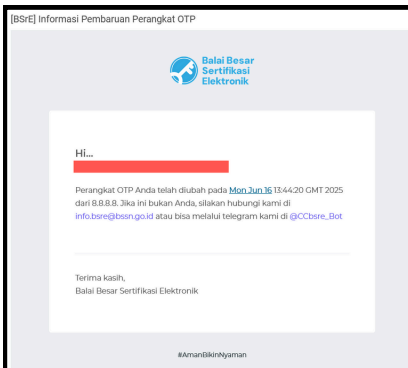 [BSrE] Informasi Pembaruan Perangkat OTP
Balai Besar
Sertifikasi
Elektronik
Hi...
Perangkat OTP Anda telah diubah pada Mon Jun 16 13:44:20 GMT 2025
dari 8.8.8.8. Jika ini bukan Anda, silakan hubungi kami di
info.bsre@bssn.go.id atau bisa melalui telegram kami di @CCbsre_Bot
Terima kasih,
Balai Besar Sertifikasi Elektronik
#AmanBikinNyaman